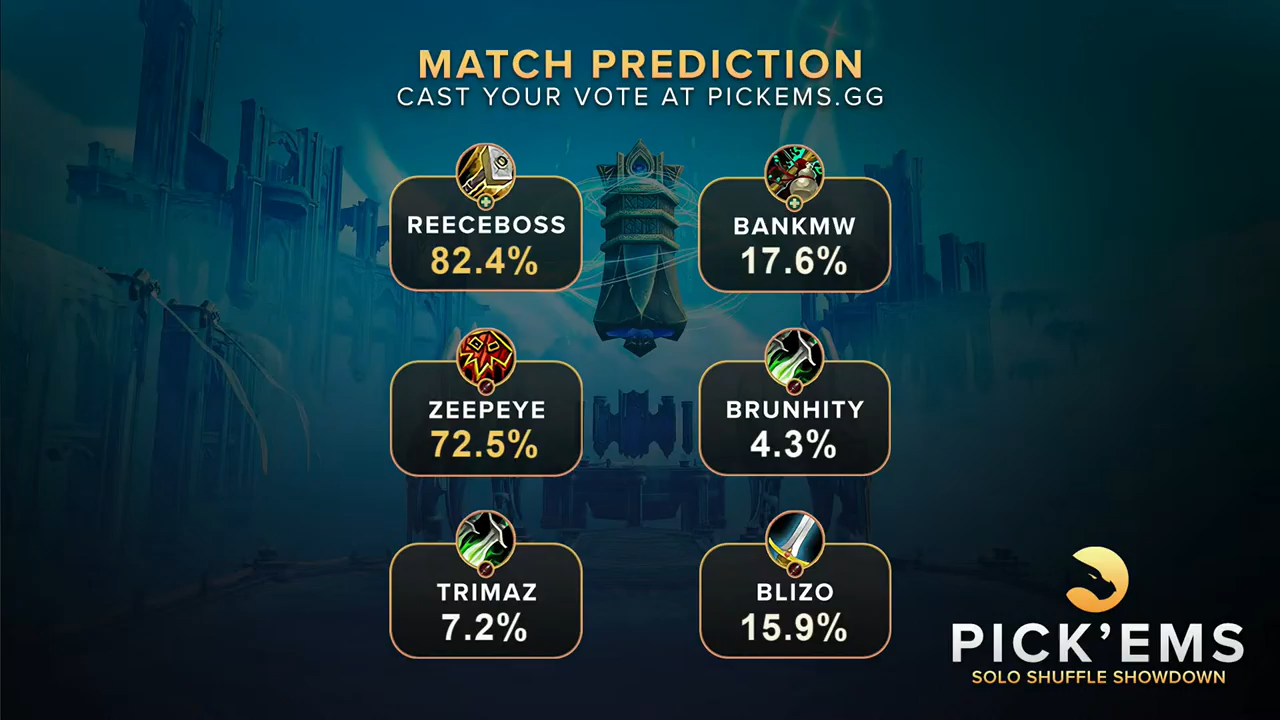 MATCH PREDICTION
CAST YOUR VOTE AT PICKEMS.GG
REECEBOSS
82.4%
BANKMW
17.6%
ZEEPEYE
72.5%
BRUNHITY
4.3%
TRIMAZ
7.2%
BLIZO
15.9%
PICK'EMS
SOLO SHUFFLE SHOWDOWN